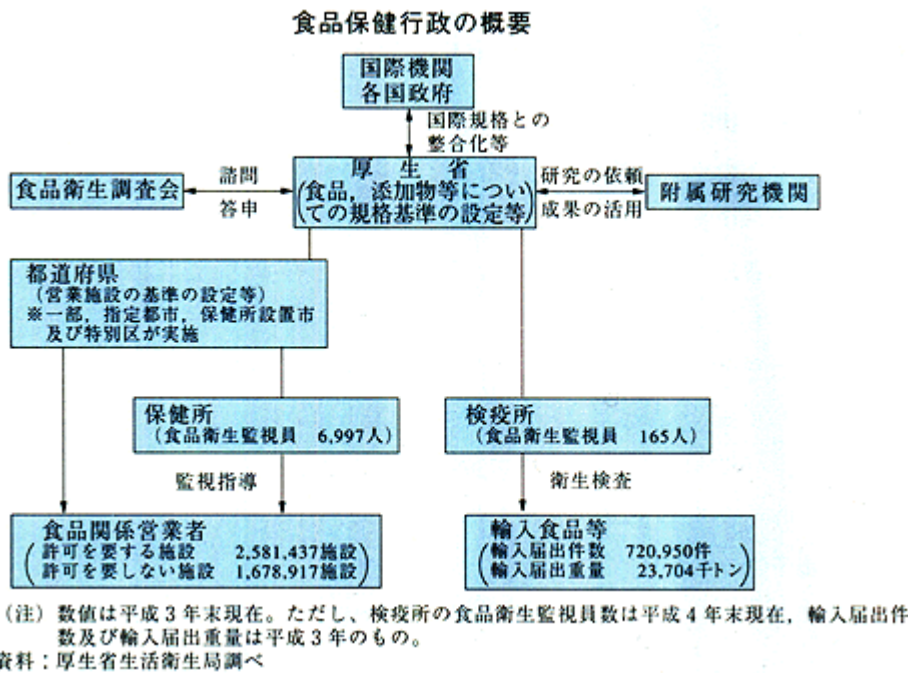 食品保健行政の概要
国際機関
各国政府
国際規格との
整合化等
厚生省
(食品，添加物等につい
ての規格基準の設定等)
諮問
答申
食品衛生調査会
研究の依頼
成果の活用
附属研究機関
都道府県
(営業施設の基準の設定等)
※一部，指定都市，保健所設置市
及び特別区が実施
保健所
(食品衛生監視員 6,997人)
検疫所
(食品衛生監視員 165人)
監視指導
衛生検査
食品関係営業者
(許可を要する施設 2,581,437施設
許可を要しない施設 1,678,917施設)
輸入食品等
(輸入届出件数 720,950件
輸入届出重量 23,704千トン)
(注) 数値は平成3年末現在。ただし、検疫所の食品衛生監視員数は平成4年末現在，輸入届出件
数及び輸入届出重量は平成3年のもの。
資料：厚生省生活衛生局調べ